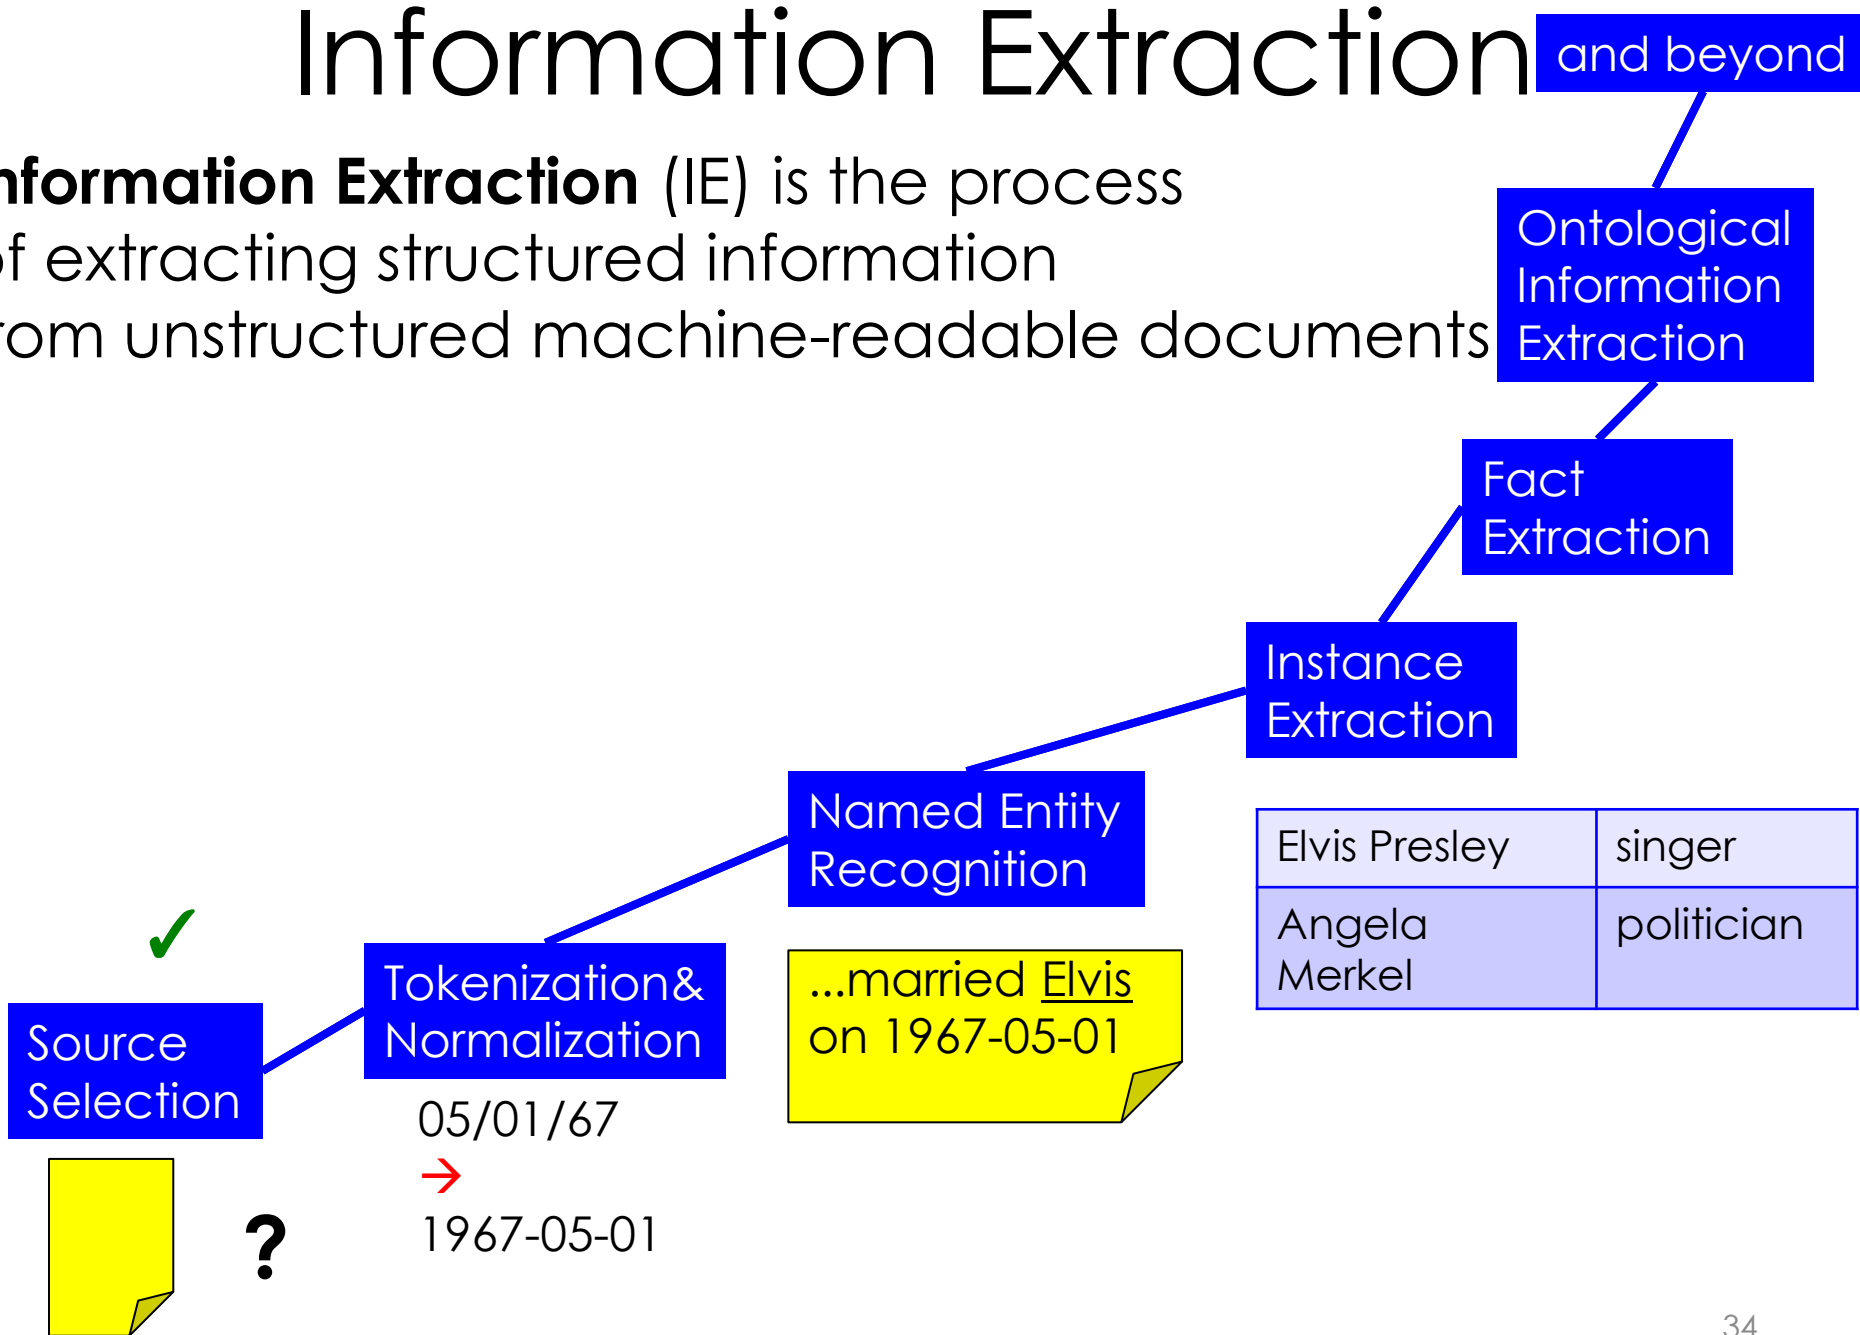 Information Extraction
and beyond
nformation Extraction (IE) is the process
of extracting structured information
rom unstructured machine-readable documents
Ontological
Information
Extraction
Fact
Extraction
Instance
Extraction
Named Entity
Recognition
Elvis Presley singer
Angela politician
Merkel
✓
Tokenization&
Normalization
...married Elvis
on 1967-05-01
Source
Selection
05/01/67
→
1967-05-01
?
34